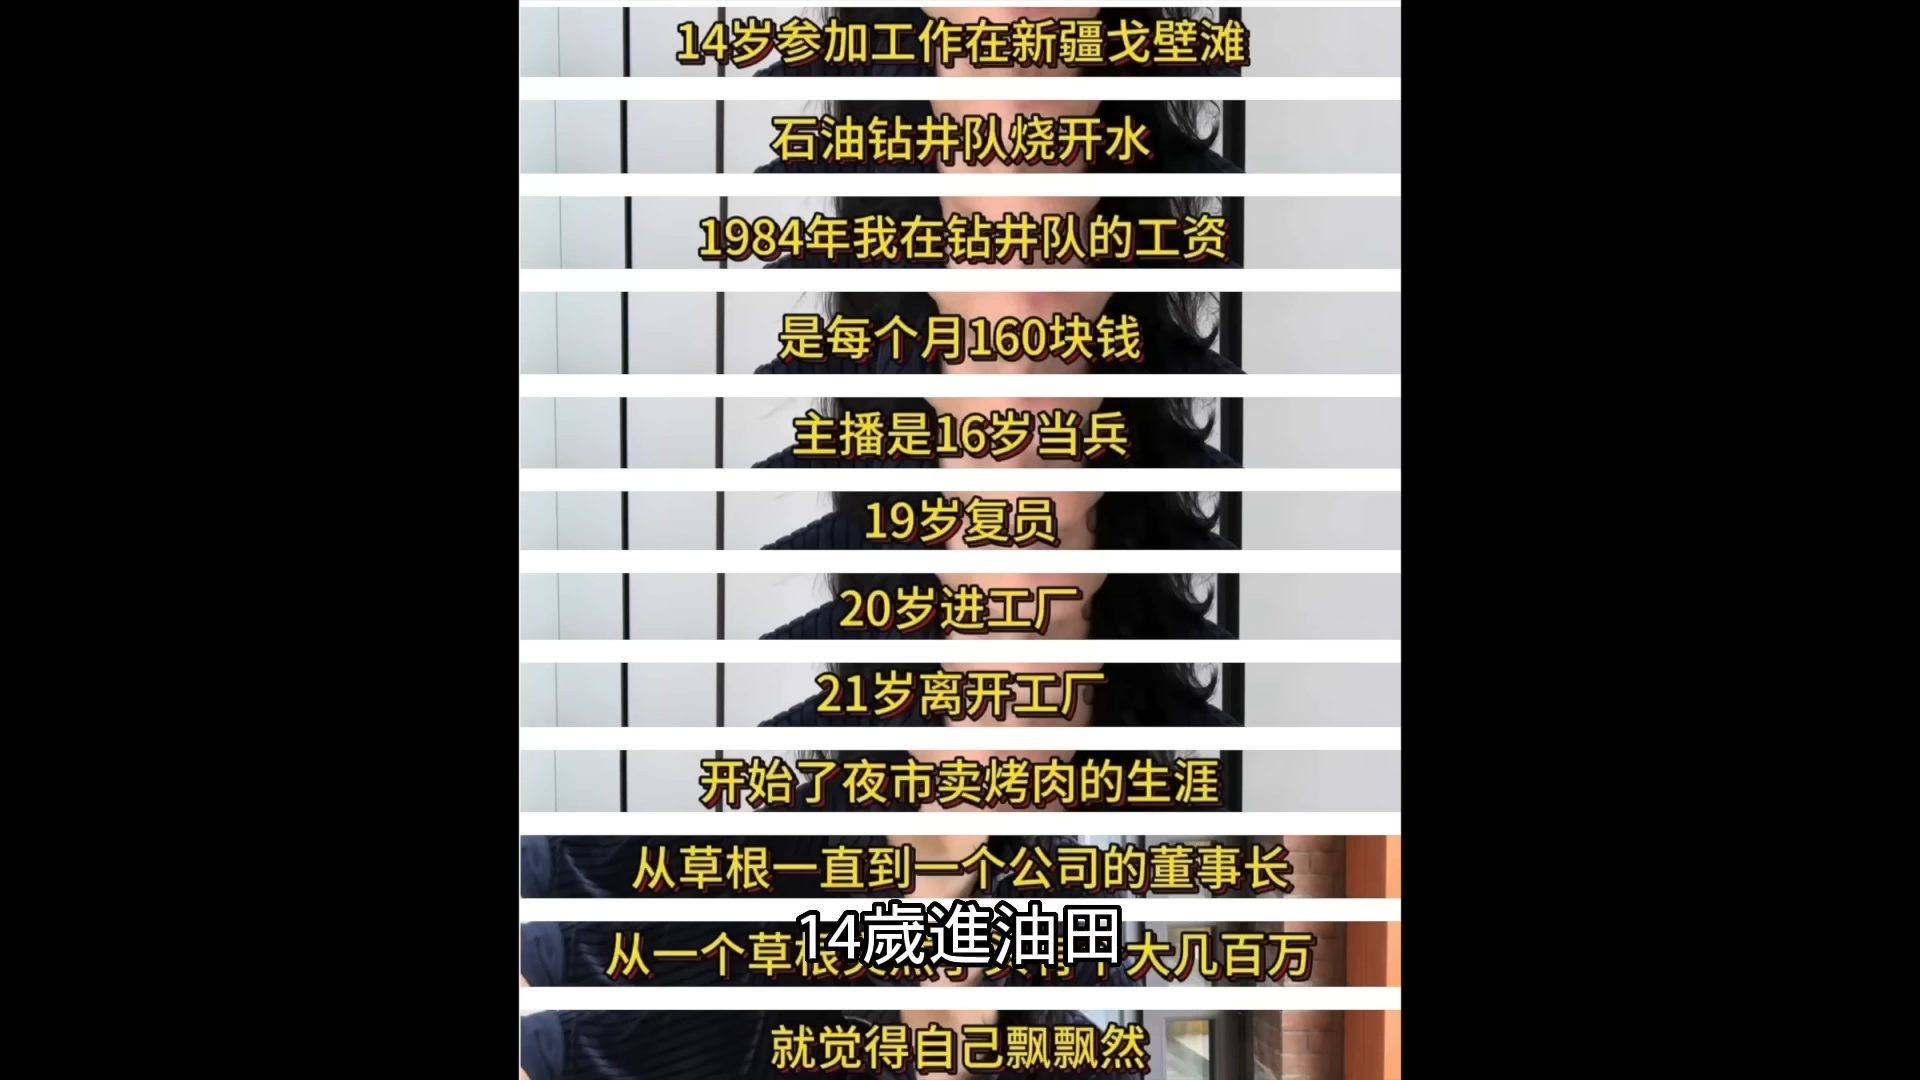 14岁参加工作在新疆戈壁滩
石油钻井队烧开水
1984年我在钻井队的工资
是每个月160块钱
主播是16岁当兵
19岁复员
20岁进工厂
21岁离开工厂
开始了夜市卖烤肉的生涯
从草根一直到一个公司的董事长
14歲進油田
从一个草根 大几百万
就觉得自己飘飘然